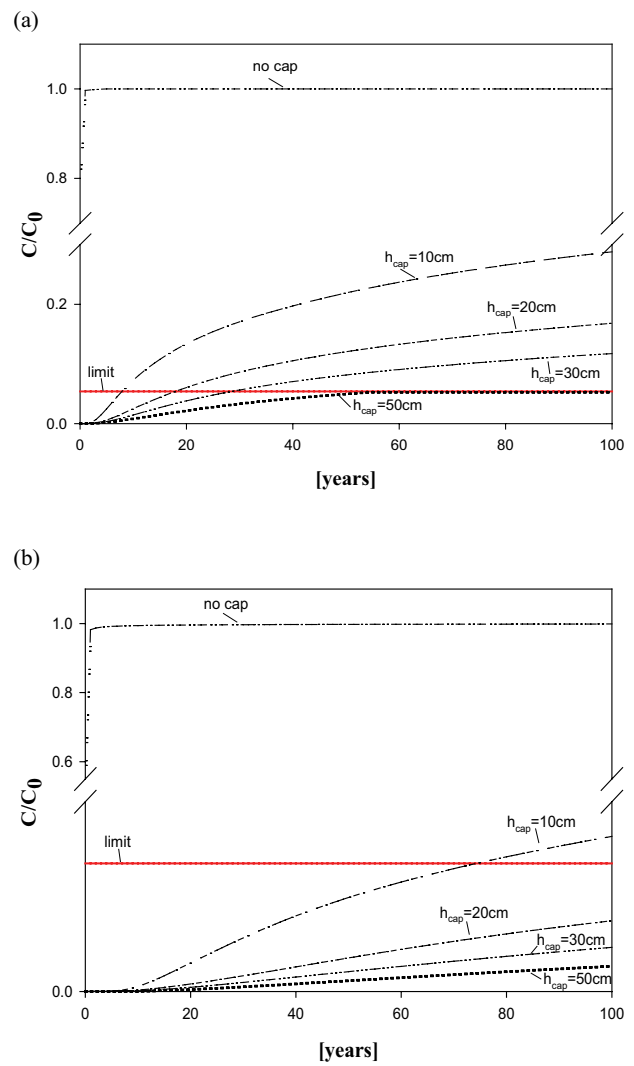 (a)
no cap
1.0
0.8
C/C0
hcap=10cm
0.2
hcap=20cm
limit
hcap=30cm
hcap=50cm
0.0
0 20 40 60 80 100
[years]
(b)
no cap
1.0
0.8
0.6
C/C0
hcap=10cm
limit
hcap=20cm
hcap=30cm
hcap=50cm
0.0
0 20 40 60 80 100
[years]